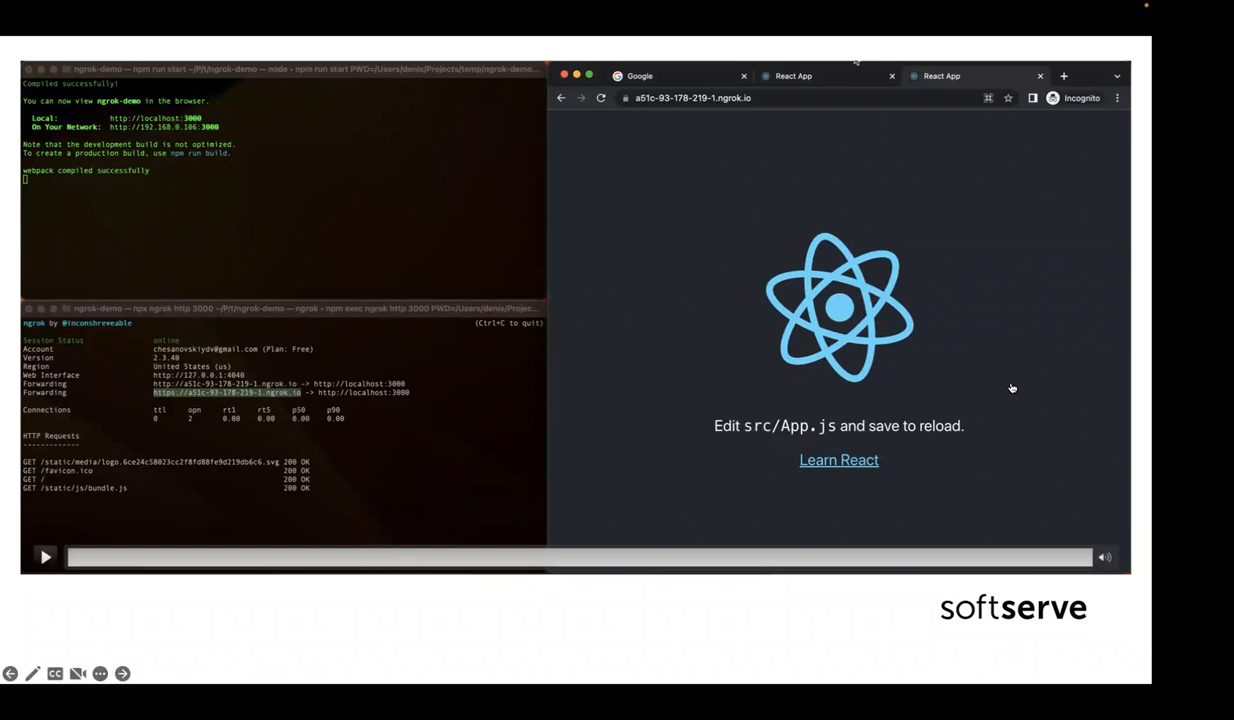 ngrok-demo — npm run start ~/P/t/ngrok-demo — node ◂ npm run start PWD=/Users/denis/Projects/temp/ngrok-demo...
Compiled successfully!
You can now view ngrok-demo in the browser.
Local: http://localhost:3000
On Your Network: http://192.168.0.106:3000
Note that the development build is not optimized.
To create a production build, use npm run build.
webpack compiled successfully
ngrok-demo — npx ngrok http 3000 ~/P/t/ngrok-demo — ngrok ◂ npm exec ngrok http 3000 PWD=/Users/denis/Projec...
ngrok by @inconshreveable (Ctrl+C to quit)
Session Status online
Account chesanovskiydv@gmail.com (Plan: Free)
Version 2.3.40
Region United States (us)
Web Interface http://127.0.0.1:4040
Forwarding http://a51c-93-178-219-1.ngrok.io -> http://localhost:3000
Forwarding https://a51c-93-178-219-1.ngrok.io -> http://localhost:3000
Connections ttl opn rt1 rt5 p50 p90
0 2 0.00 0.00 0.00 0.00
HTTP Requests
-------------
GET /static/media/logo.6ce24c58023cc2f8fd88fe9d219db6c6.svg 200 OK
GET /favicon.ico 200 OK
GET / 200 OK
GET /static/js/bundle.js 200 OK
Google
React App
React App
a51c-93-178-219-1.ngrok.io
Incognito
Edit src/App.js and save to reload.
Learn React
softserve
CC